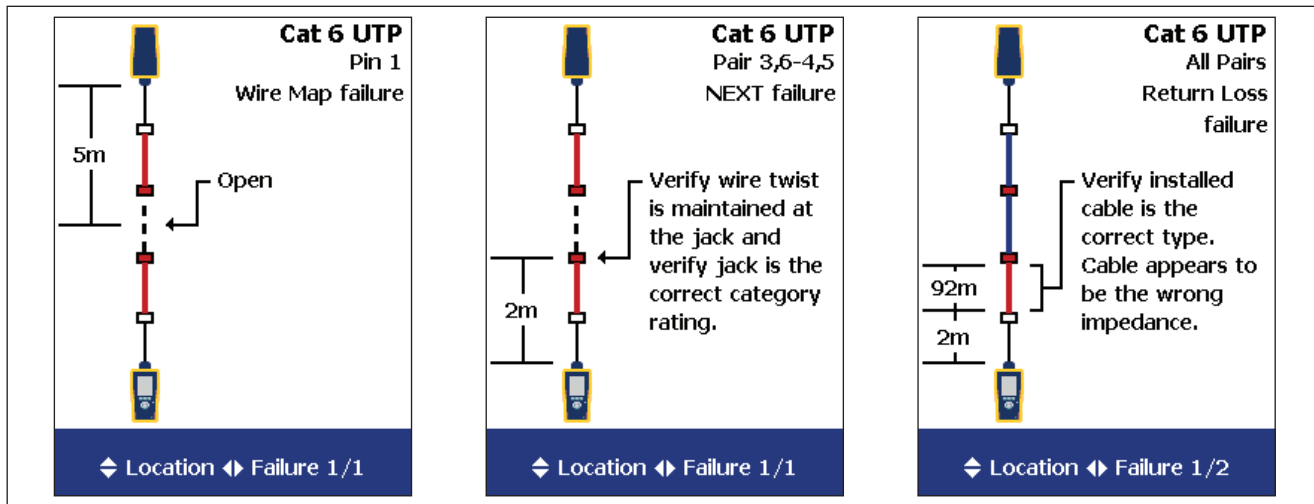 Cat 6 UTP
Pin 1
Wire Map failure
5m
Open
Location Failure 1/1
Cat 6 UTP
Pair 3,6-4,5
NEXT failure
Verify wire twist
is maintained at
the jack and
verify jack is the
correct category
rating.
2m
Location Failure 1/1
Cat 6 UTP
All Pairs
Return Loss
failure
Verify installed
cable is the
correct type.
Cable appears to
be the wrong
impedance.
92m
2m
Location Failure 1/2